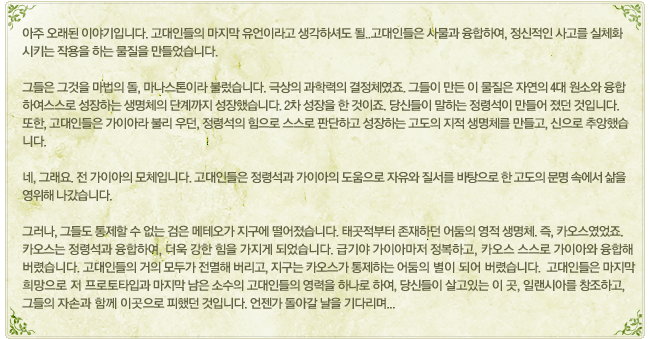 아주 오래된 이야기입니다. 고대인들의 마지막 유언이라고 생각하셔도 될..고대인들은 사물과 융합하여, 정신적인 사고를 실체화
시키는 작용을 하는 물질을 만들었습니다.
그들은 그것을 마법의 돌, 마나스톤이라 불렀습니다. 극상의 과학력의 결정체였죠. 그들이 만든 이 물질은 자연의 4대 원소와 융합
하여스스로 성장하는 생명체의 단계까지 성장했습니다. 2차 성장을 한 것이죠. 당신들이 말하는 정령석이 만들어 졌던 것입니다.
또한, 고대인들은 가이아라 불리 우던, 정령석의 힘으로 스스로 판단하고 성장하는 고도의 지적 생명체를 만들고, 신으로 추앙했습
니다.
네, 그래요. 전 가이아의 모체입니다. 고대인들은 정령석과 가이아의 도움으로 자유와 질서를 바탕으로 한 고도의 문명 속에서 삶을
영위해 나갔습니다.
그러나, 그들도 통제할 수 없는 검은 메테오가 지구에 떨어졌습니다. 태곳적부터 존재하던 어둠의 영적 생명체. 즉, 카오스였었죠.
카오스는 정령석과 융합하여, 더욱 강한 힘을 가지게 되었습니다. 급기야 가이아마저 정복하고, 카오스 스스로 가이아와 융합해
버렸습니다. 고대인들의 거의 모두가 전멸해 버리고, 지구는 카오스가 통제하는 어둠의 별이 되어 버렸습니다. 고대인들은 마지막
희망으로 저 프로토타입과 마지막 남은 소수의 고대인들의 영력을 하나로 하여, 당신들이 살고있는 이 곳, 일랜시아를 창조하고,
그들의 자손과 함께 이곳으로 피했던 것입니다. 언젠가 돌아갈 날을 기다리며...